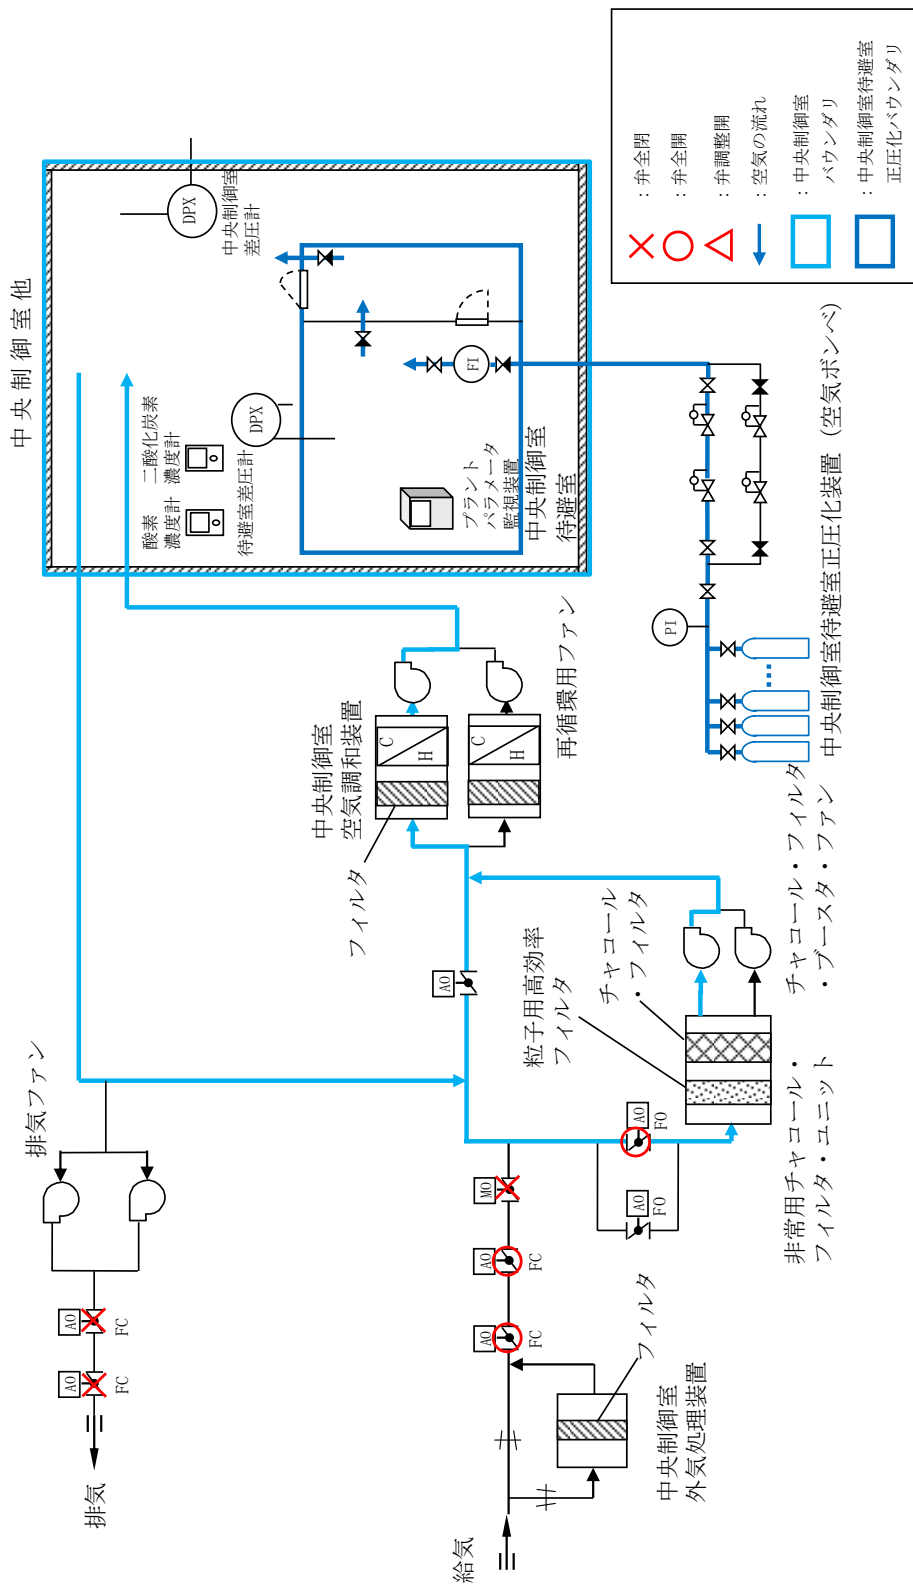 中央制御室他
DPX
中央制御室
差圧計
酸素
濃度計
二酸化炭素
濃度計
待避室差圧計
DPX
FI
プラント
パラメータ
監視装置
中央制御室
待避室
排気ファン
AO
FC
AO
FC
排気
中央制御室
空気調和装置
フィルタ
C
H
C
H
再循環用ファン
AO
粒子用高効率
フィルタ
チャコール
・フィルタ
チャコール・フィルタ
・ブースタ・ファン
非常用チャコール・
フィルタ・ユニット
AO
FO
AO
FO
MO
AO
FC
AO
FC
フィルタ
中央制御室
外気処理装置
給気
PI
中央制御室待避室正圧化装置（空気ボンベ）
：弁全閉
：弁全開
：弁調整開
：空気の流れ
：中央制御室
バウンダリ
：中央制御室待避室
正圧化バウンダリ